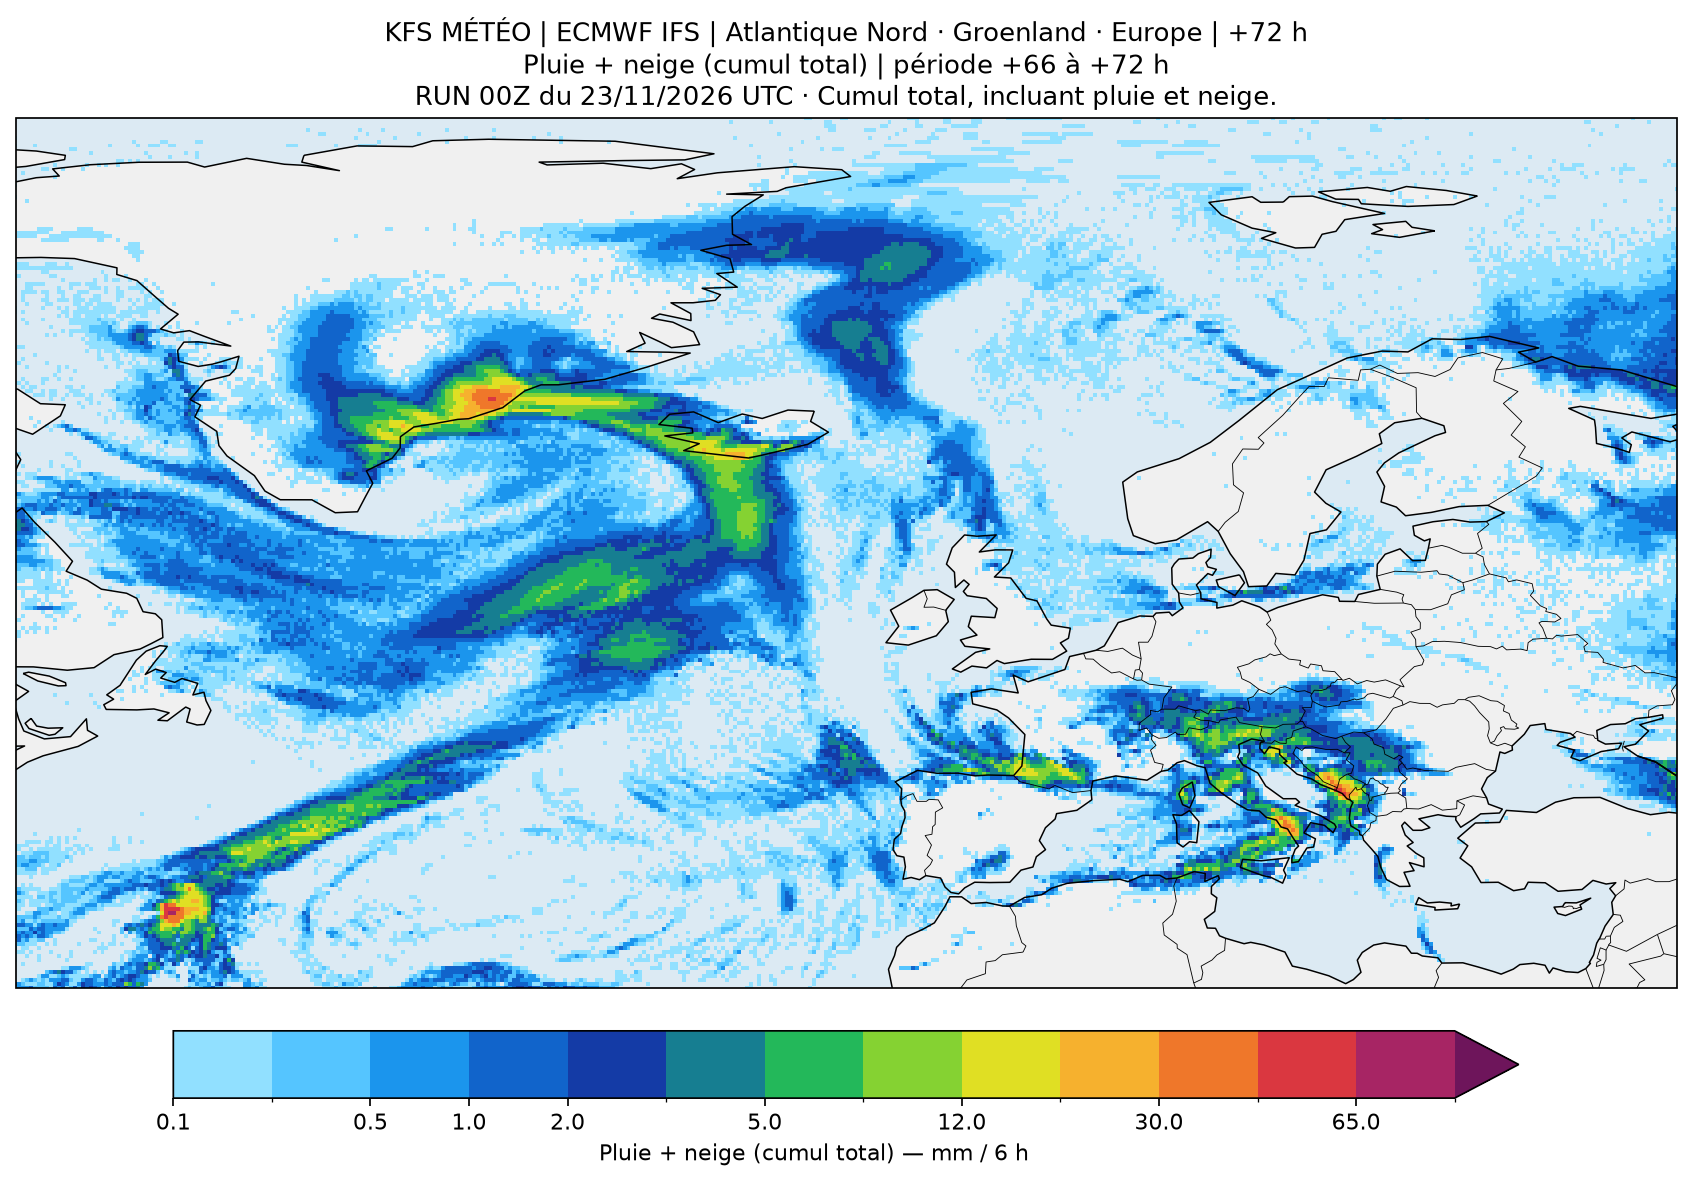 KFS MÉTÉO | ECMWF IFS | Atlantique Nord · Groenland · Europe | +72 h
Pluie + neige (cumul total) | période +66 à +72 h
RUN 00Z du 23/11/2026 UTC · Cumul total, incluant pluie et neige.
0.1 0.5 1.0 2.0 5.0 12.0 30.0 65.0
Pluie + neige (cumul total) — mm / 6 h